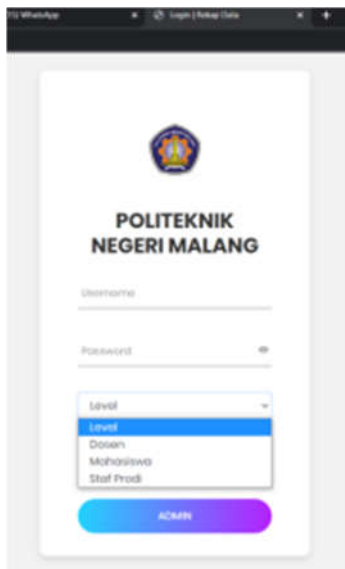 WhatsApp
Login | Rekap Data
POLITEKNIK
NEGERI MALANG
Username
Password
Level
Level
Dosen
Mahasiswa
Staf Prodi
ADMIN